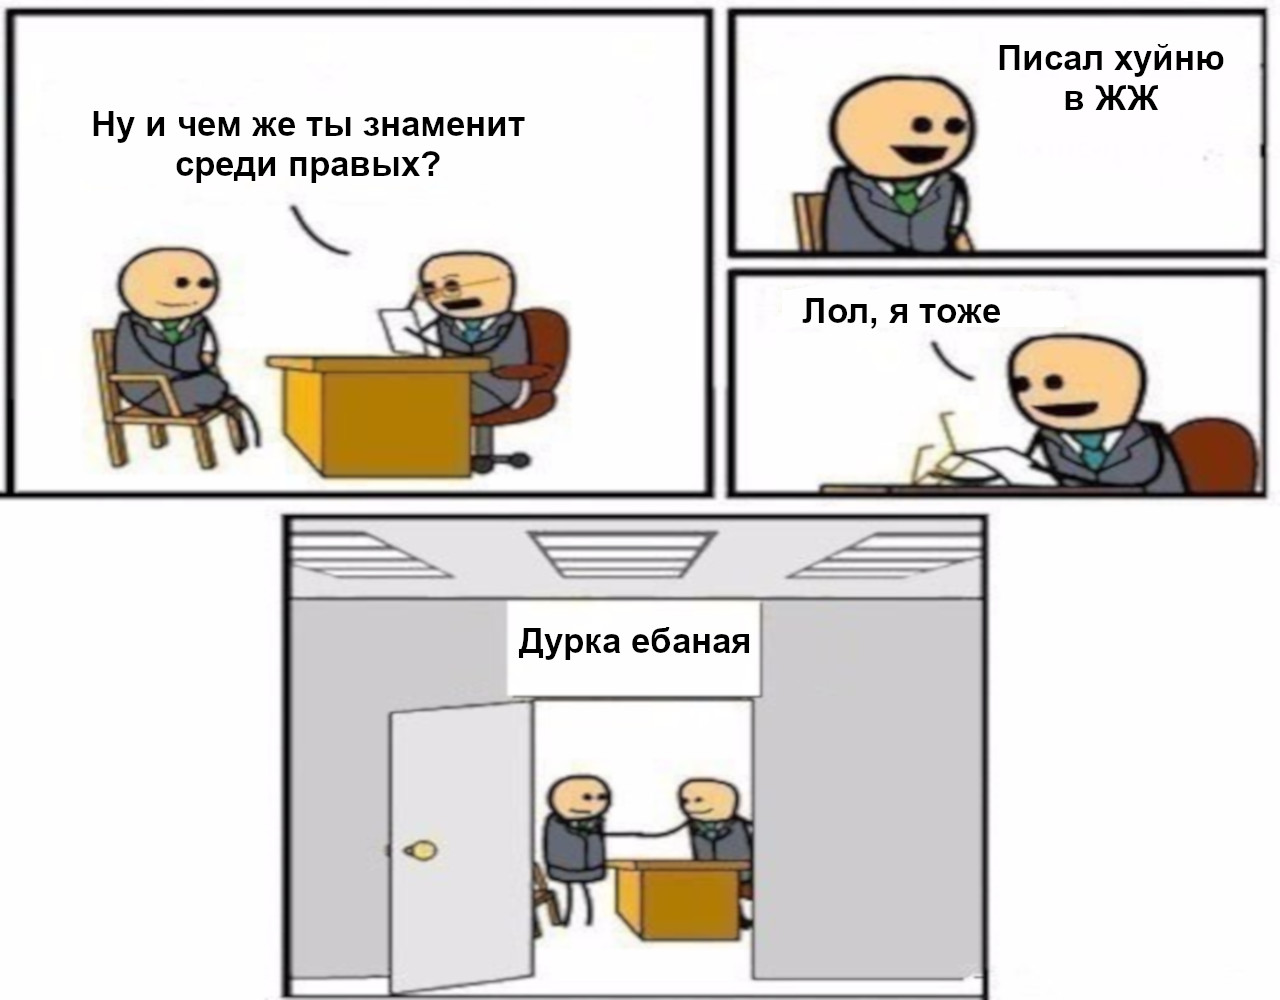 Ну и чем же ты знаменит
среди правых?
Писал хуйню
в ЖЖ
Лол, я тоже
Дурка ебаная